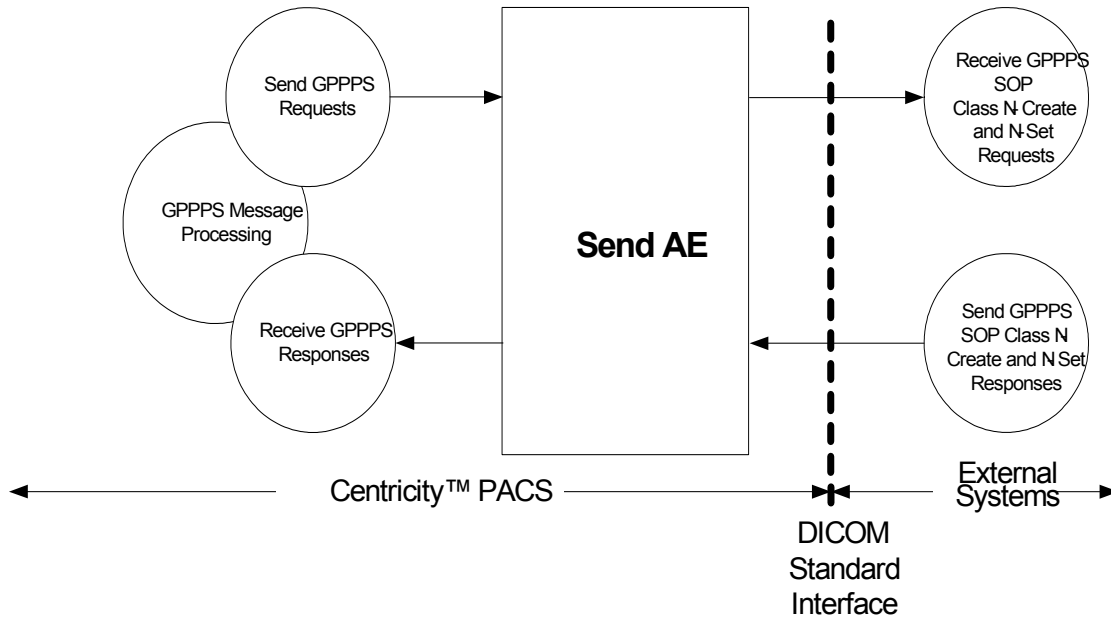 Send GPPPS
Requests
GPPPS Message
Processing
Receive GPPPS
Responses
Send AE
Receive GPPPS
SOP
Class N-Create
and N-Set
Requests
Send GPPPS
SOP Class N-
Create and N-Set
Responses
Centricity™ PACS
External
Systems
DICOM
Standard
Interface